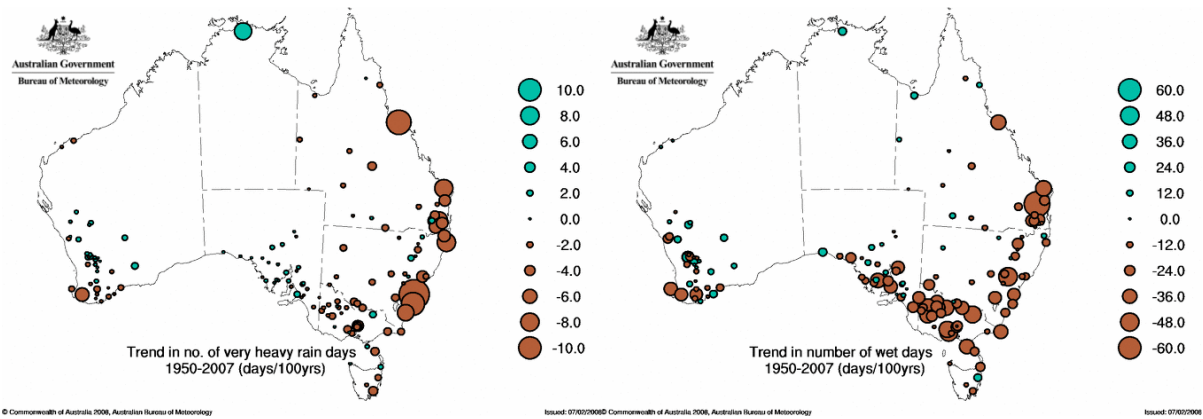 Australian Government
Bureau of Meteorology
10.0
8.0
6.0
4.0
2.0
0.0
-2.0
-4.0
-6.0
-8.0
-10.0
Trend in no. of very heavy rain days
1950-2007 (days/100yrs)
© Commonwealth of Australia 2008, Australian Bureau of Meteorology
Issued: 07/02/2008
Australian Government
Bureau of Meteorology
60.0
48.0
36.0
24.0
12.0
0.0
-12.0
-24.0
-36.0
-48.0
-60.0
Trend in number of wet days
1950-2007 (days/100yrs)
© Commonwealth of Australia 2008, Australian Bureau of Meteorology
Issued: 07/02/2008